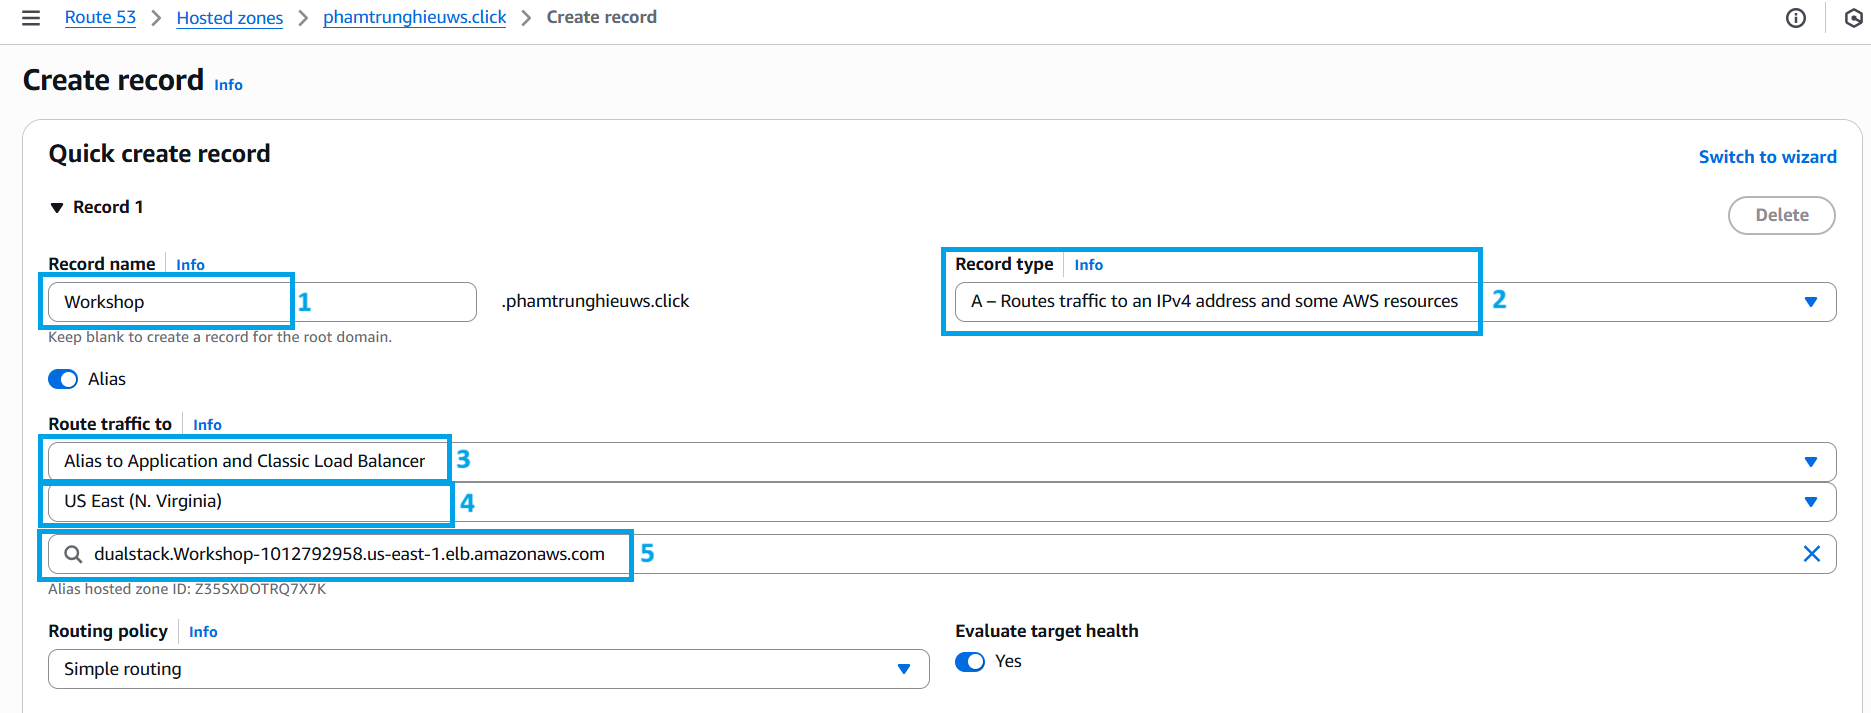 Route 53 > Hosted zones > phamtrunghieuws.click > Create record
Create record Info
Quick create record
Switch to wizard
Record 1
Delete
Record name Info
Workshop
1
.phamtrunghieuws.click
Keep blank to create a record for the root domain.
Record type Info
A – Routes traffic to an IPv4 address and some AWS resources
2
Alias
Route traffic to Info
Alias to Application and Classic Load Balancer
3
US East (N. Virginia)
4
dualstack.Workshop-1012792958.us-east-1.elb.amazonaws.com
5
Alias hosted zone ID: Z35SXDOTRQ7X7K
Routing policy Info
Simple routing
Evaluate target health
Yes